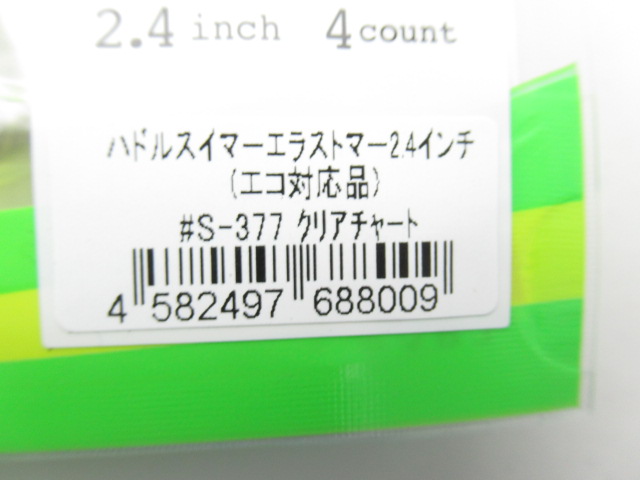 2.4 inch 4 count
ハドルスイマーエラストマー2.4インチ
(エコ対応品)
#S-377 クリアチャート
4 582497 688009